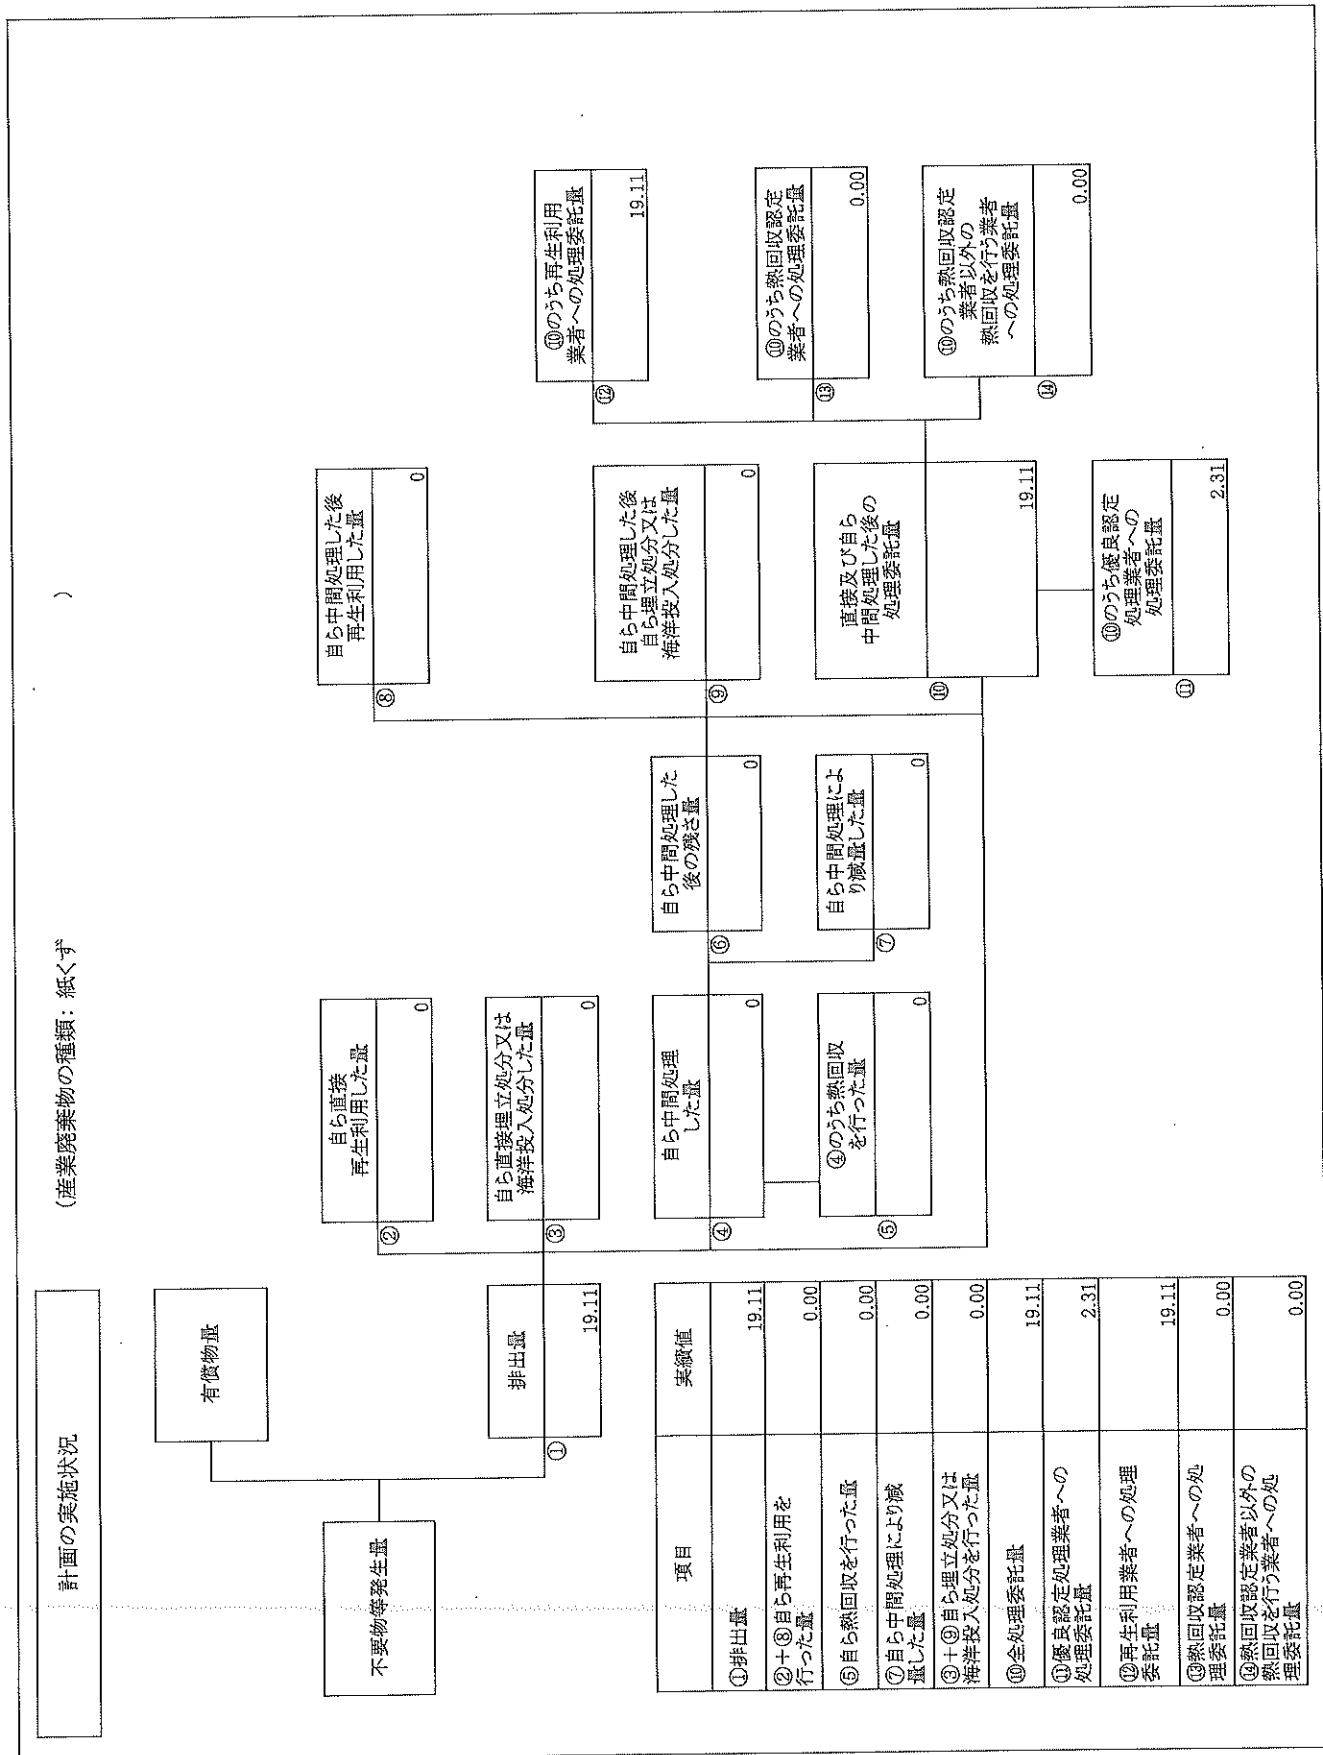 計画の実施状況
(産業廃棄物の種類: 紙くず
)
不要物等発生量
有償物量
①
排出量
19.11
②
自ら直接
再生利用した量
0
③
自ら直接埋立処分又は
海洋投入処分した量
0
④
自ら中間処理
した量
0
⑤
④のうち熱回収
を行った量
0
⑥
自ら中間処理した
後の残さ量
0
⑦
自ら中間処理によ
り減量した量
0
⑧
自ら中間処理した後
再生利用した量
0
⑨
自ら中間処理した後
自ら埋立処分又は
海洋投入処分した量
0
⑩
直接及び自ら
中間処理した後の
処理委託量
19.11
⑪
⑩のうち優良認定
処理業者への
処理委託量
2.31
⑫
⑩のうち再生利用
業者への処理委託量
19.11
⑬
⑩のうち熱回収認定
業者への処理委託量
0.00
⑭
⑩のうち熱回収認定
業者以外の
熱回収を行う業者
への処理委託量
0.00
項目 実績値
①排出量 19.11
②+⑧自ら再生利用を
行った量 0.00
⑤自ら熱回収を行った量 0.00
⑦自ら中間処理により減
量した量 0.00
③+⑨自ら埋立処分又は
海洋投入処分を行った量 0.00
⑩全処理委託量 19.11
⑪優良認定処理業者への
処理委託量 2.31
⑫再生利用業者への処理
委託量 19.11
⑬熱回収認定業者への処
理委託量 0.00
⑭熱回収認定業者以外の
熱回収を行う業者への処
理委託量 0.00